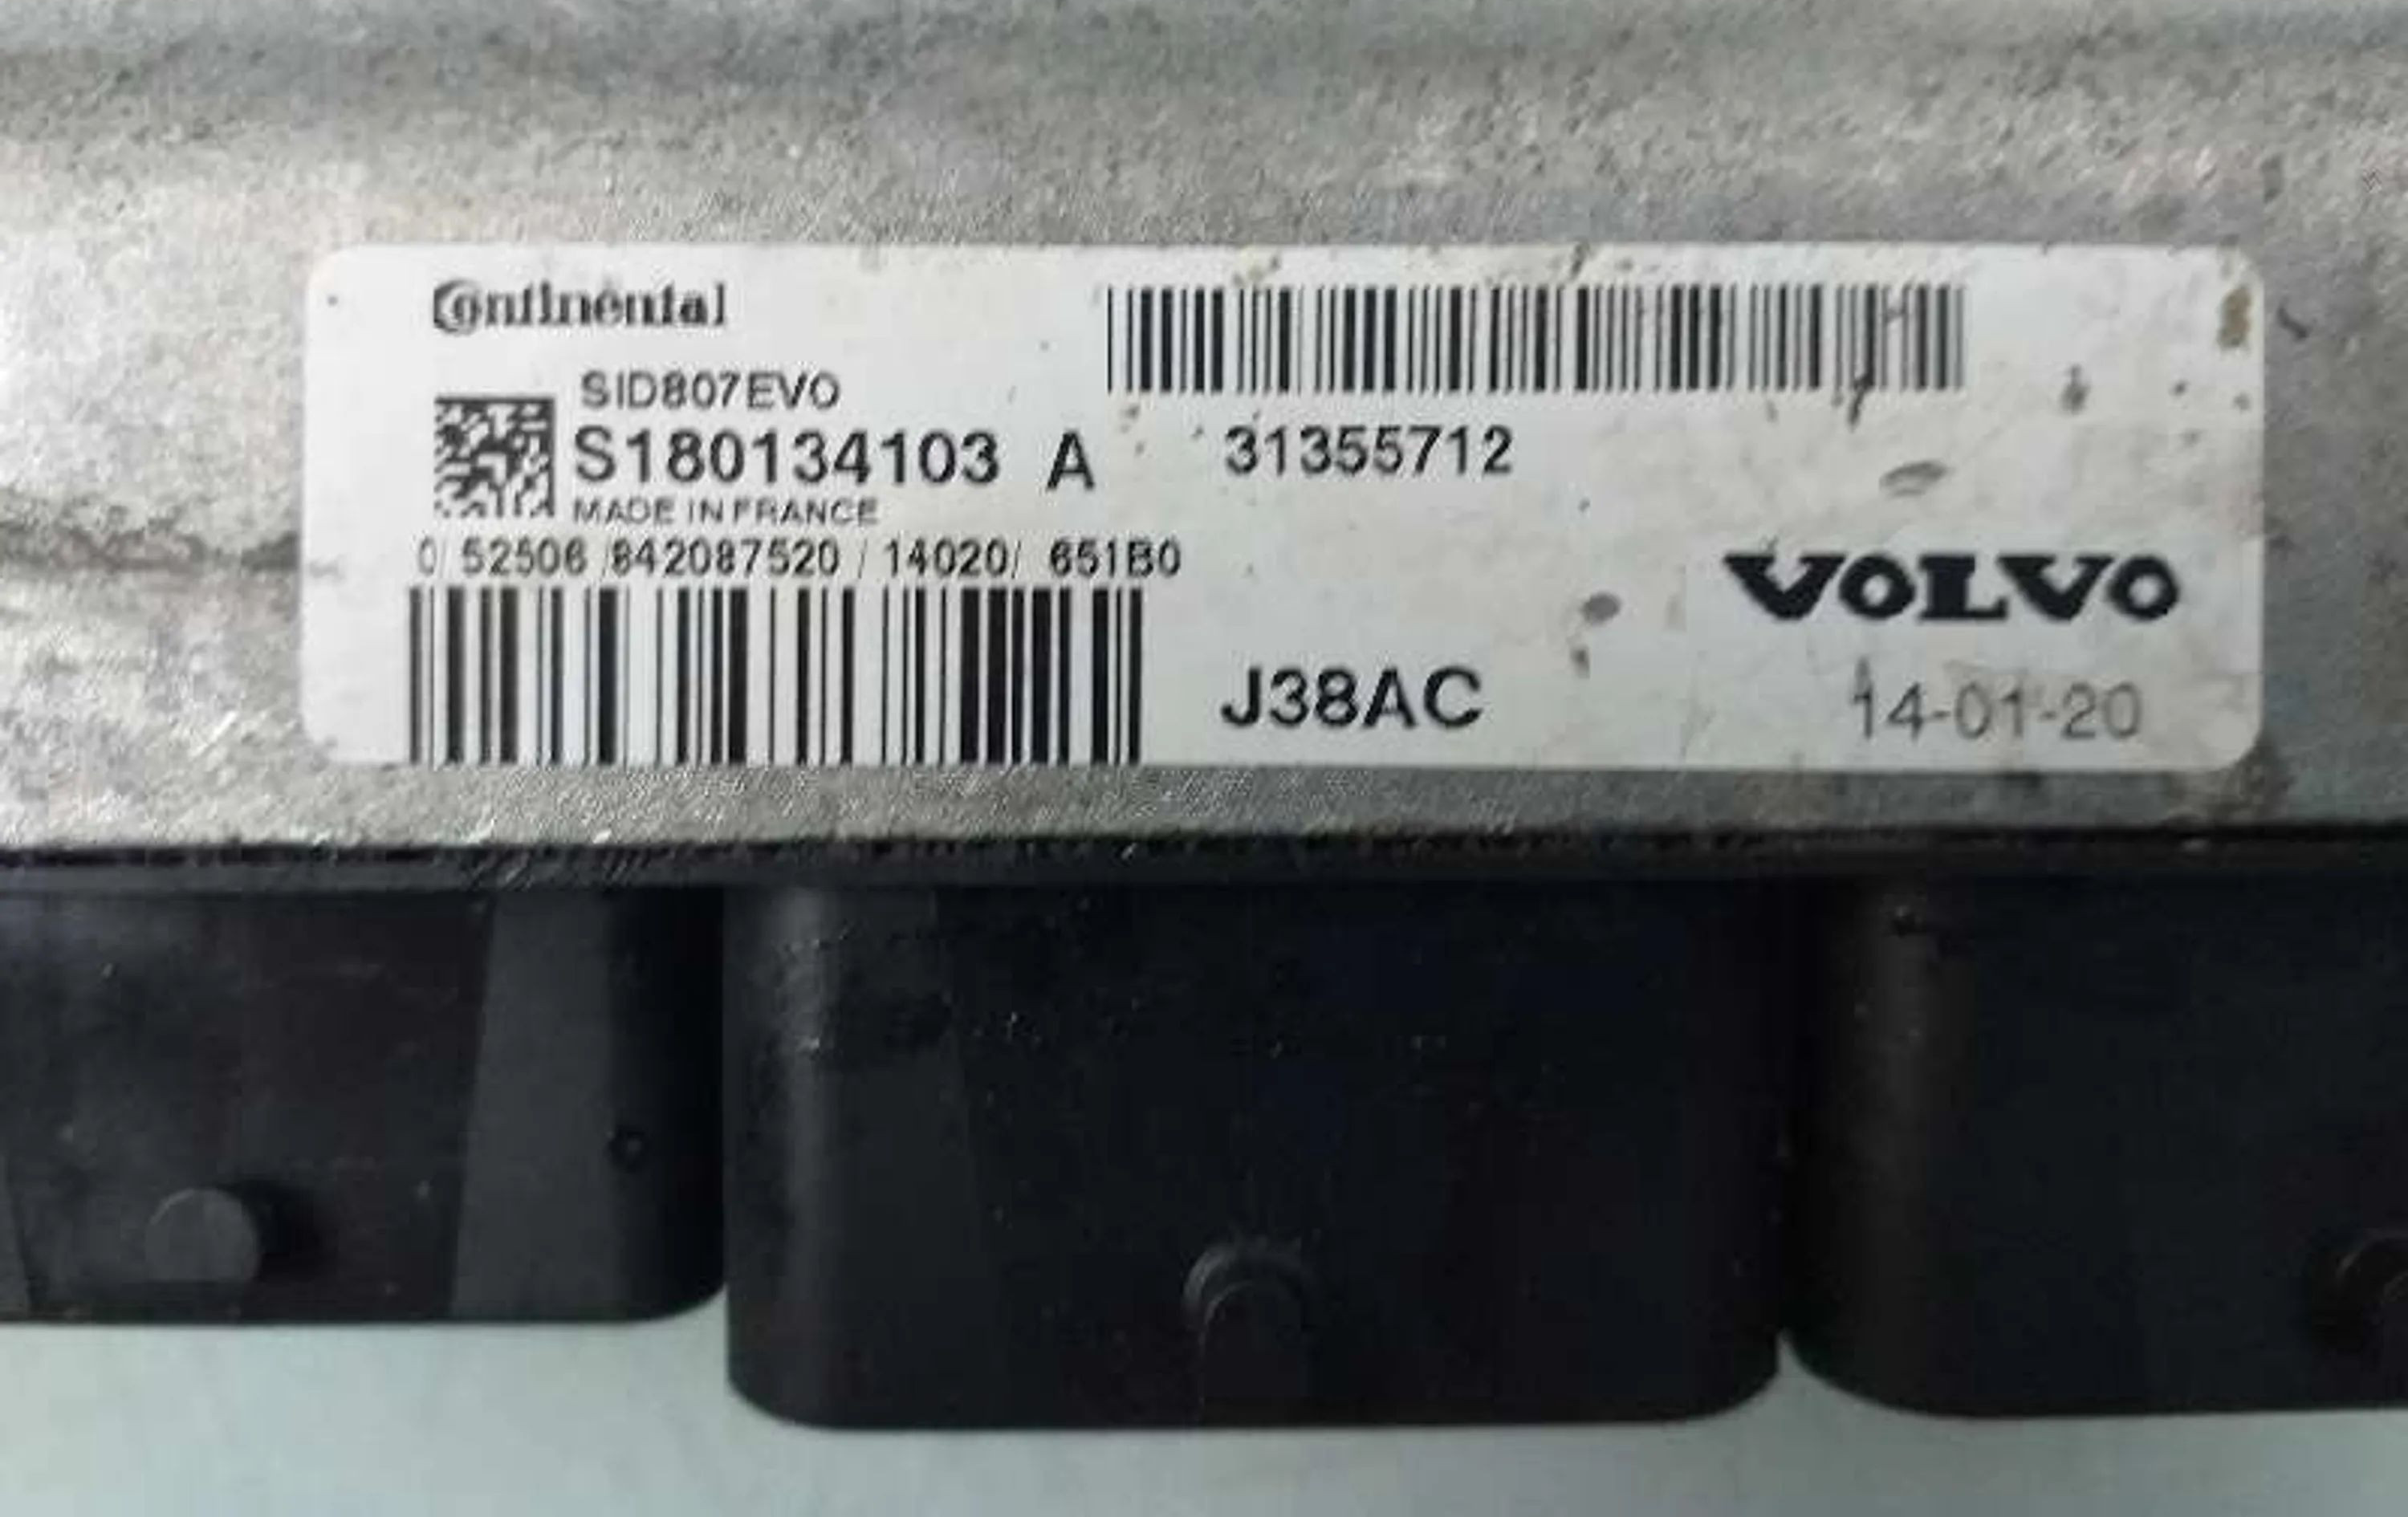 Continental
SID807EVO
S180134103 A
31355712
MADE IN FRANCE
0/ 52506 /842087520 / 14020/ 651B0
VOLVO
J38AC
14-01-20